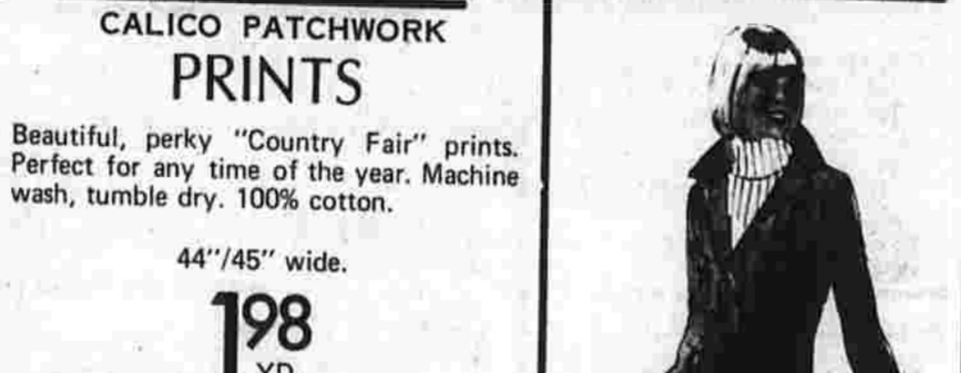 CALICO PATCHWORK
PRINTS
Beautiful, perky "Country Fair" prints.
Perfect for any time of the year. Machine
wash, tumble dry. 100% cotton.
44"/45" wide.
198
YD